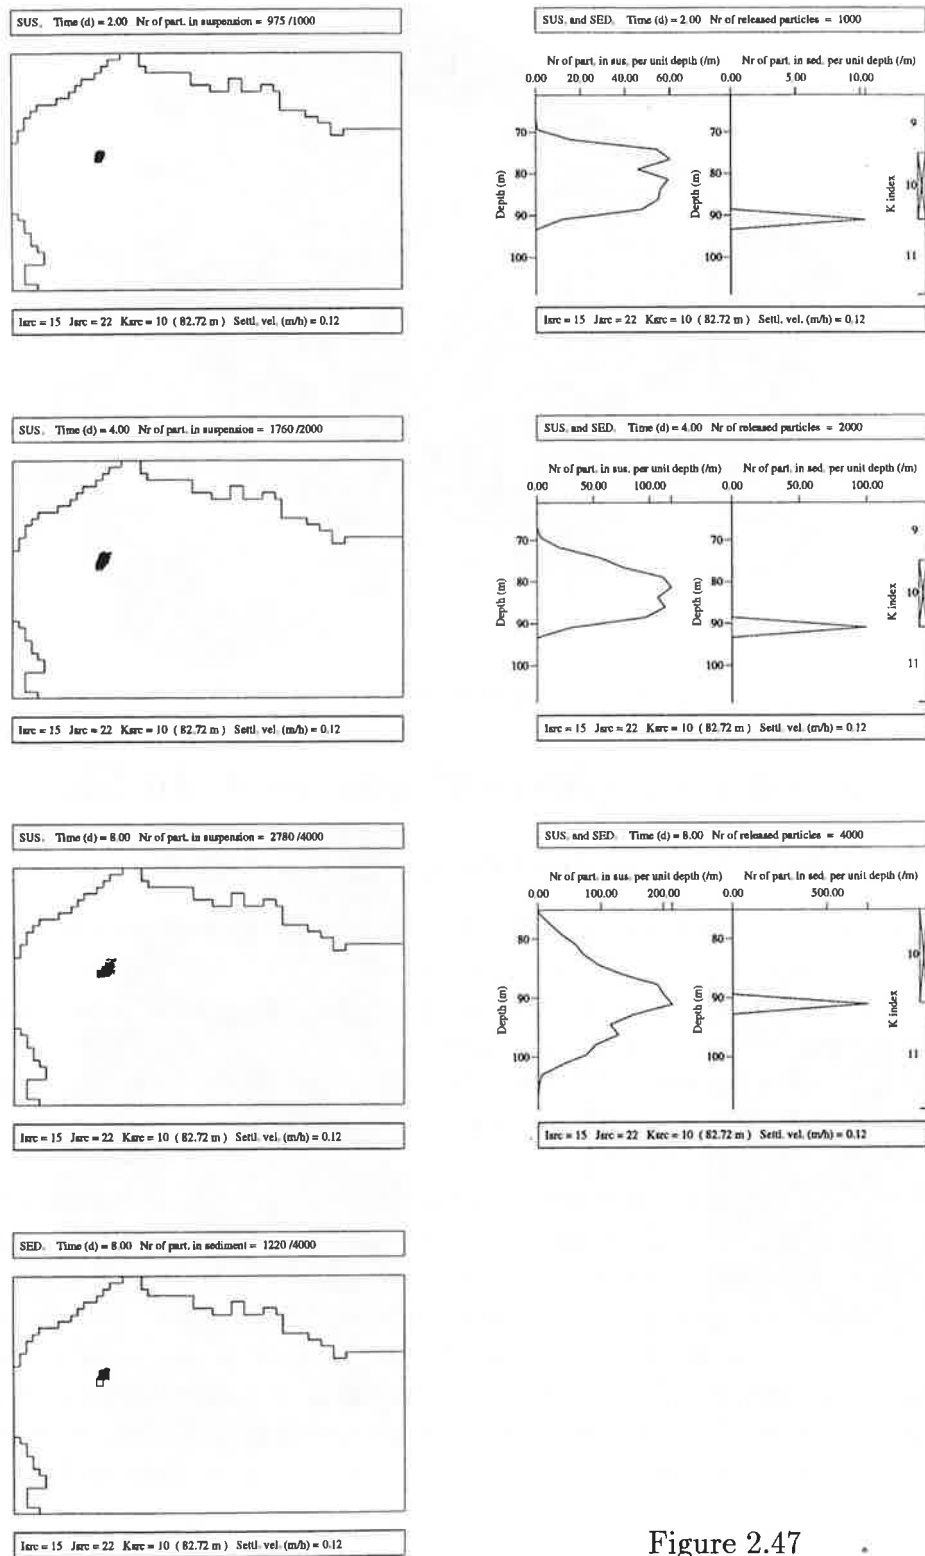 SUS. Time (d) = 2.00 Nr of part. in suspension = 975 /1000
Isrc = 15 Jsrc = 22 Ksrc = 10 ( 82.72 m ) Settl. vel. (m/h) = 0.12
SUS. and SED. Time (d) = 2.00 Nr of released particles = 1000
Nr of part. in sus. per unit depth (/m) Nr of part. in sed. per unit depth (/m)
0.00 20.00 40.00 60.00 0.00 5.00 10.00
70 70 9
80 80 10
90 90
100 100 11
Depth (m) Depth (m) K index
Isrc = 15 Jsrc = 22 Ksrc = 10 ( 82.72 m ) Settl. vel. (m/h) = 0.12
SUS. Time (d) = 4.00 Nr of part. in suspension = 1760 /2000
Isrc = 15 Jsrc = 22 Ksrc = 10 ( 82.72 m ) Settl. vel. (m/h) = 0.12
SUS. and SED. Time (d) = 4.00 Nr of released particles = 2000
Nr of part. in sus. per unit depth (/m) Nr of part. in sed. per unit depth (/m)
0.00 50.00 100.00 0.00 50.00 100.00
70 70 9
80 80 10
90 90
100 100 11
Depth (m) Depth (m) K index
Isrc = 15 Jsrc = 22 Ksrc = 10 ( 82.72 m ) Settl. vel. (m/h) = 0.12
SUS. Time (d) = 8.00 Nr of part. in suspension = 2780 /4000
Isrc = 15 Jsrc = 22 Ksrc = 10 ( 82.72 m ) Settl. vel. (m/h) = 0.12
SUS. and SED. Time (d) = 8.00 Nr of released particles = 4000
Nr of part. in sus. per unit depth (/m) Nr of part. in sed. per unit depth (/m)
0.00 100.00 200.00 0.00 500.00
80 80 10
90 90
100 100 11
Depth (m) Depth (m) K index
Isrc = 15 Jsrc = 22 Ksrc = 10 ( 82.72 m ) Settl. vel. (m/h) = 0.12
SED. Time (d) = 8.00 Nr of part. in sediment = 1220 /4000
Isrc = 15 Jsrc = 22 Ksrc = 10 ( 82.72 m ) Settl. vel. (m/h) = 0.12
Figure 2.47